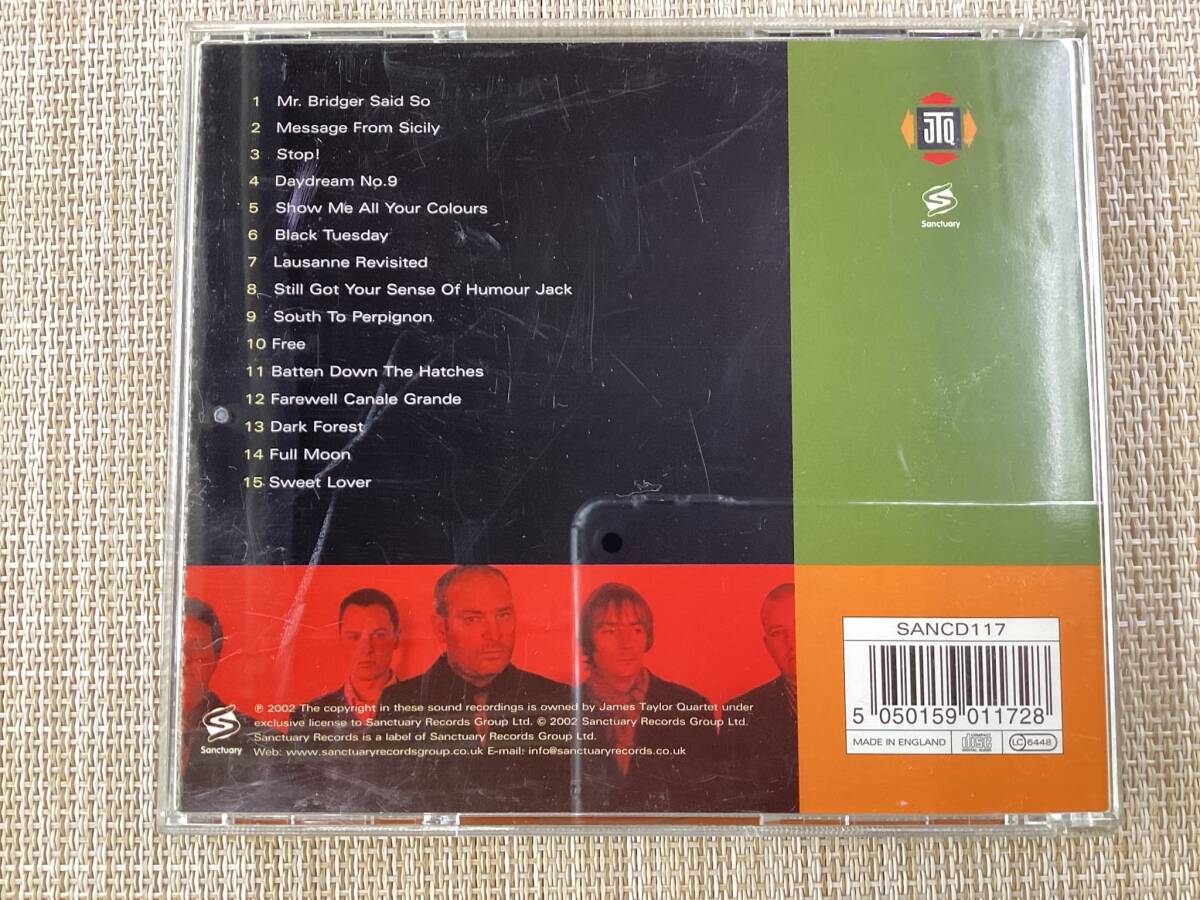 1 Mr. Bridger Said So
2 Message From Sicily
3 Stop!
4 Daydream No.9
5 Show Me All Your Colours
6 Black Tuesday
7 Lausanne Revisited
8 Still Got Your Sense Of Humour Jack
9 South To Perpignon
10 Free
11 Batten Down The Hatches
12 Farewell Canale Grande
13 Dark Forest
14 Full Moon
15 Sweet Lover
JTQ
Sanctuary
℗ 2002 The copyright in these sound recordings is owned by James Taylor Quartet under
exclusive license to Sanctuary Records Group Ltd. © 2002 Sanctuary Records Group Ltd.
Sanctuary Records is a label of Sanctuary Records Group Ltd.
Web: www.sanctuaryrecordsgroup.co.uk E-mail: info@sanctuaryrecords.co.uk
Sanctuary
SANCD117
5 050159 011728
MADE IN ENGLAND
COMPACT
disc
DIGITAL AUDIO
LC 6448